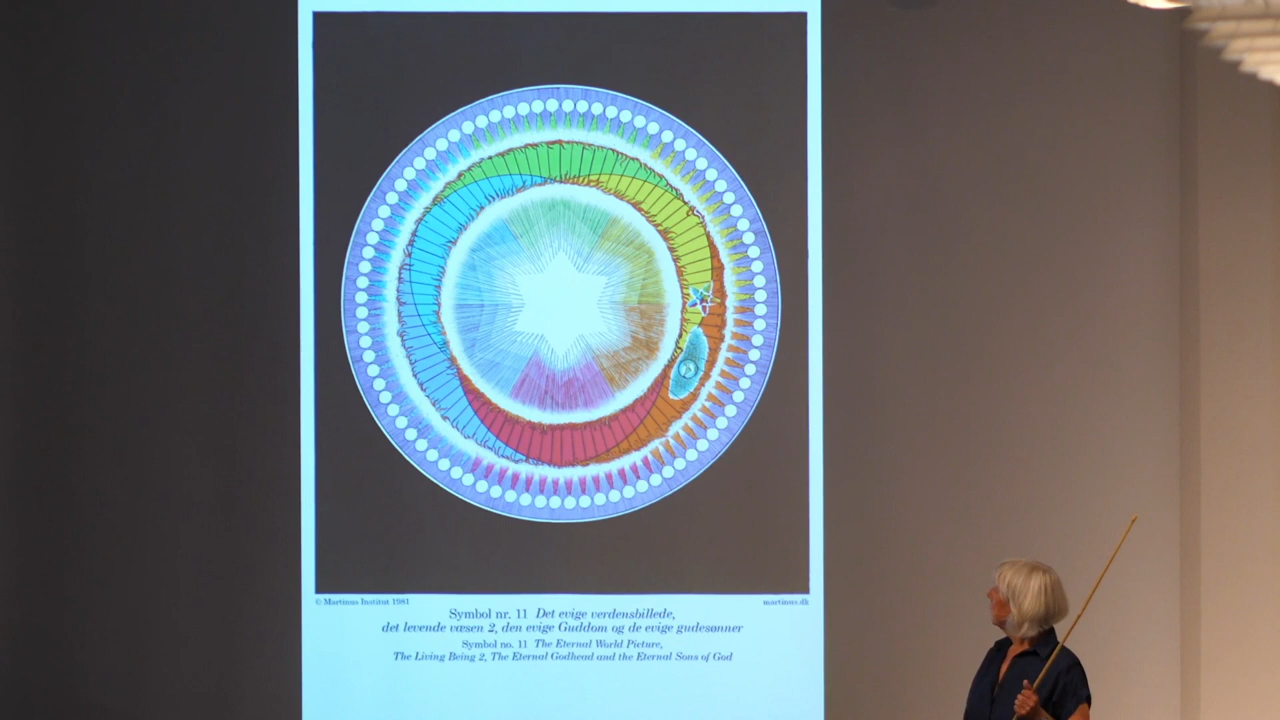 © Martinus Institut 1981
martinus.dk
Symbol nr. 11 Det evige verdensbillede,
det levende væsen 2, den evige Guddom og de evige gudesønner
Symbol no. 11 The Eternal World Picture,
The Living Being 2, The Eternal Godhead and the Eternal Sons of God